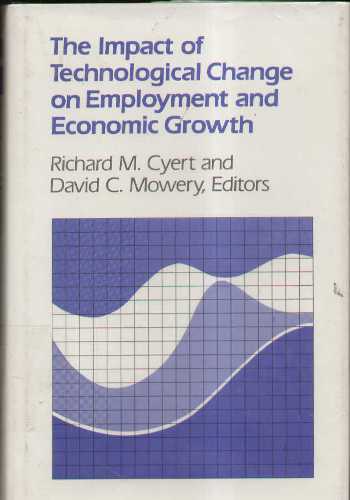 The Impact of
Technological Change
on Employment and
Economic Growth
Richard M. Cyert and
David C. Mowery, Editors